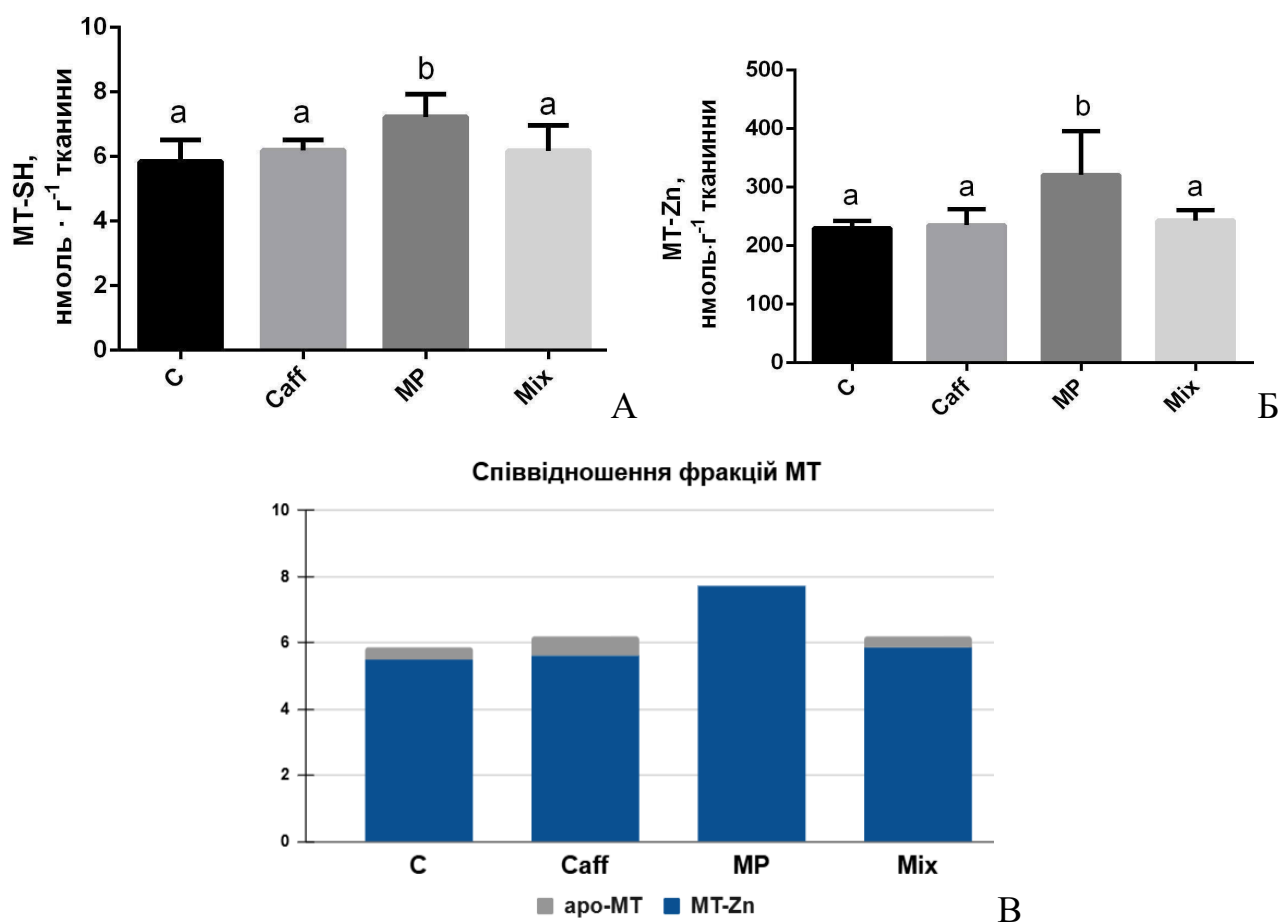 10
8
6
4
2
0
MT-SH,
нмоль · г⁻¹ тканини
a
a
b
a
C
Caff
MP
Mix
А
500
400
300
200
100
0
MT-Zn,
нмоль·г⁻¹ тканинни
a
a
b
a
C
Caff
MP
Mix
Б
Співвідношення фракцій МТ
10
8
6
4
2
0
C
Caff
MP
Mix
apo-MT
MT-Zn
В